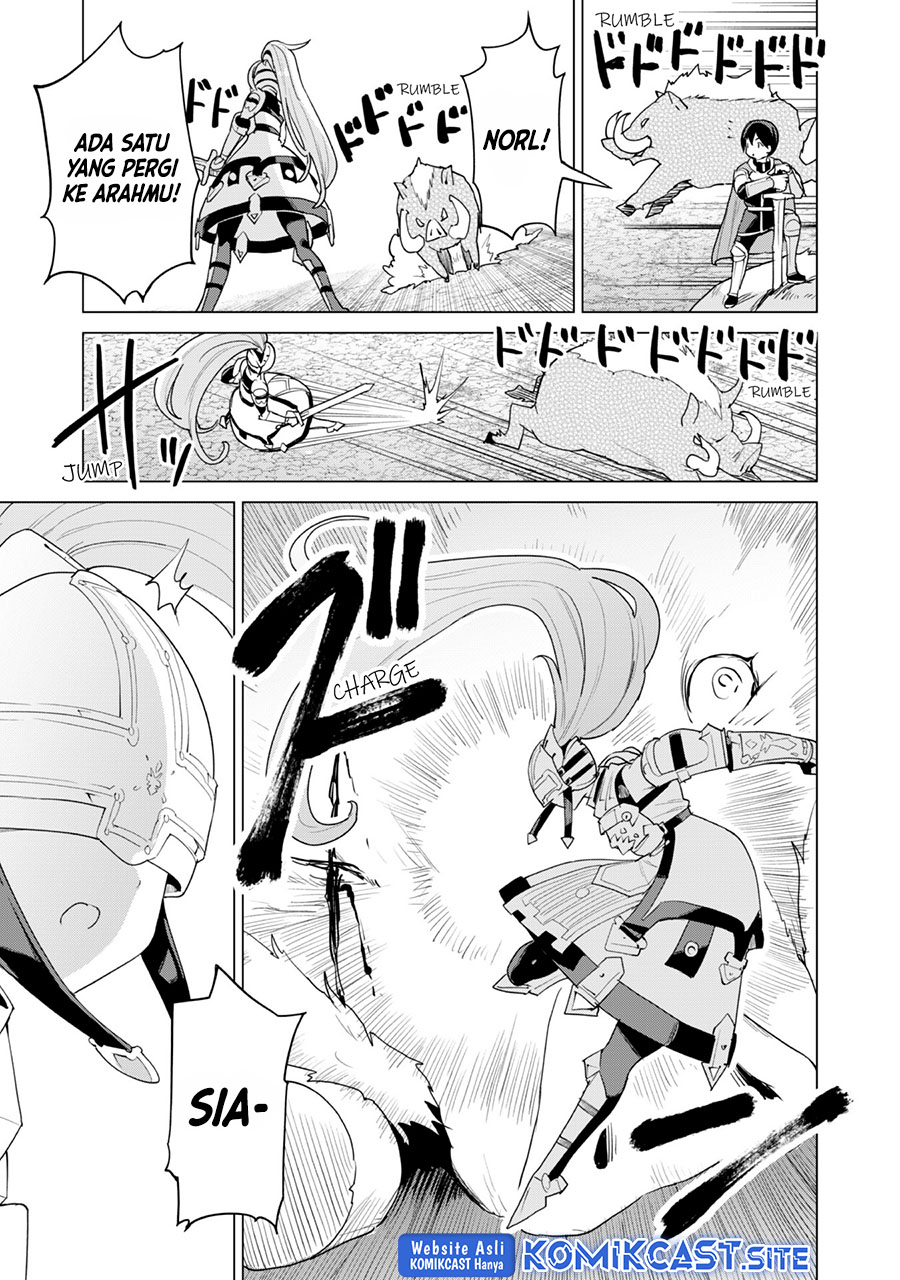 RUMBLE
ドドドドドド
NORL!
RUMBLE
ドドドド
ドド
ADA SATU
YANG PERGI
KE ARAHMU!
ドドドドドドド
RUMBLE
JUMP
ズドッ
CHARGE
SIA-
Website Asli
KOMIKCAST Hanya
KOMIKCAST.SITE